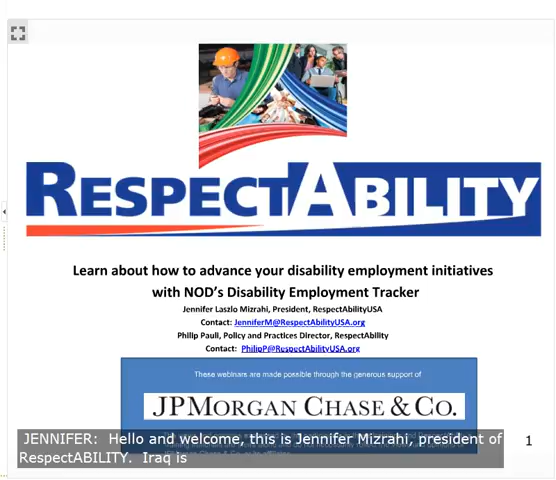 RESPECTABILITY
Learn about how to advance your disability employment initiatives
with NOD's Disability Employment Tracker
Jennifer Laszlo Mizrahi, President, RespectAbilityUSA
Contact: JenniferM@RespectAbilityUSA.org
Philip Pauli, Policy and Practices Director, RespectAbility
Contact: PhilipP@RespectAbilityUSA.org
These webinars are made possible through the generous support of
JPMORGAN CHASE & CO.
JENNIFER: Hello and welcome, this is Jennifer Mizrahi, president of
RespectABILITY. Iraq is
1